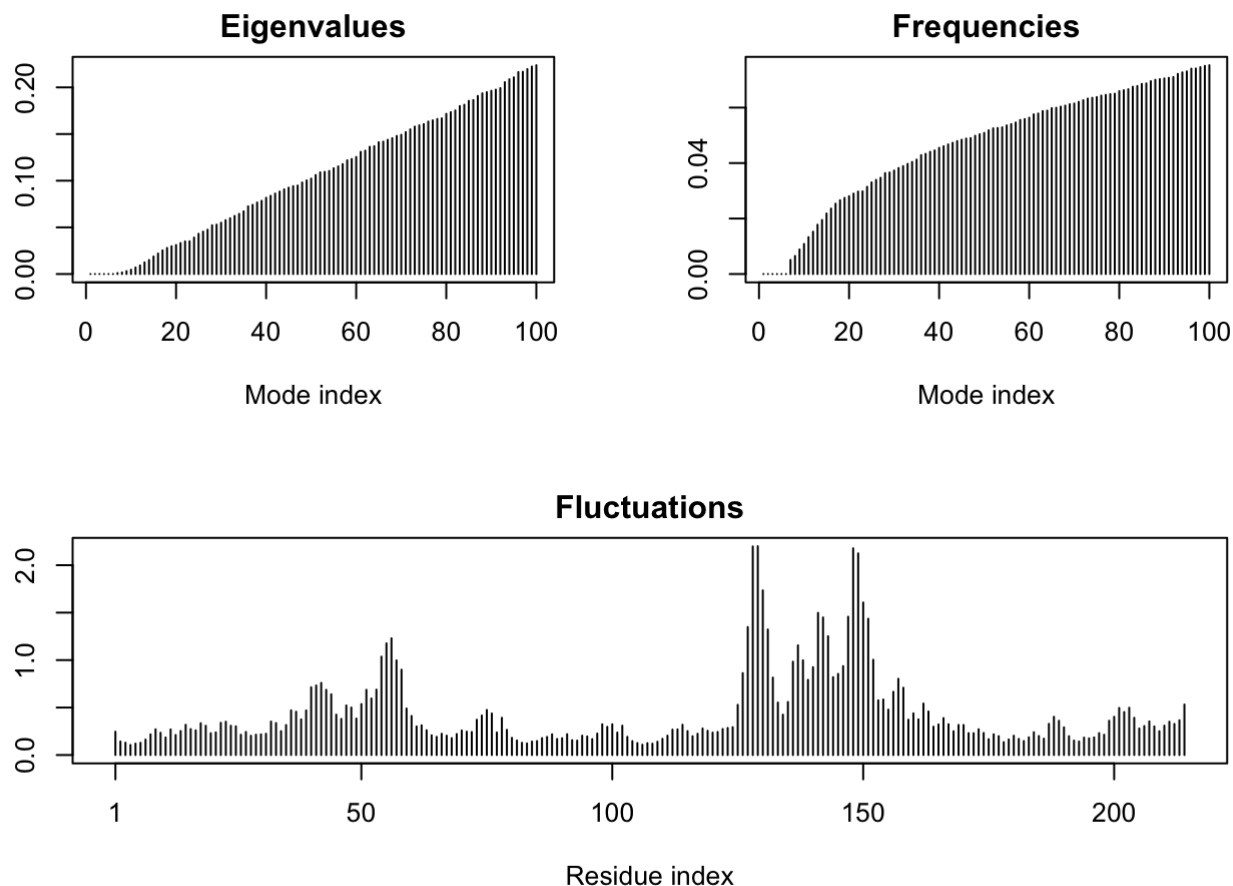 Eigenvalues
0.00 0.10 0.20
0 20 40 60 80 100
Mode index
Frequencies
0.00 0.04
0 20 40 60 80 100
Mode index
Fluctuations
0.0 1.0 2.0
1 50 100 150 200
Residue index